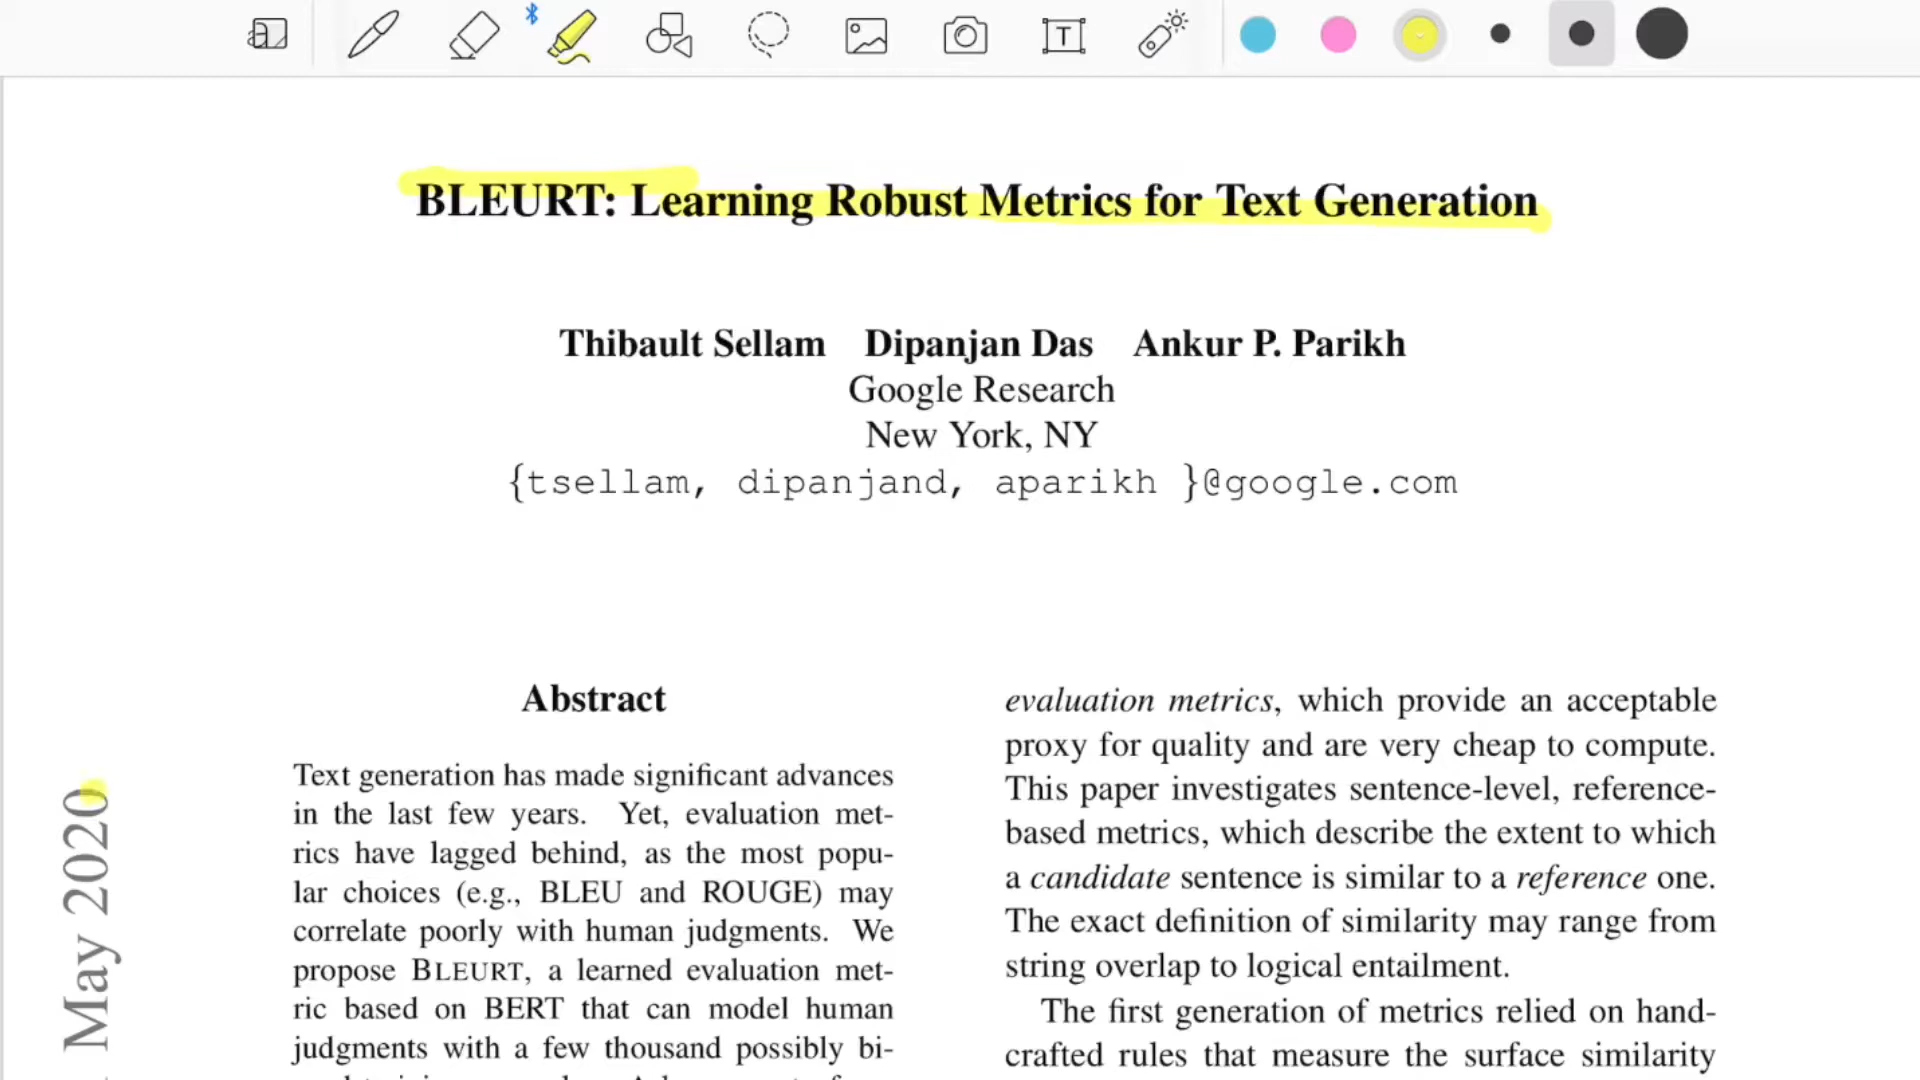 BLEURT: Learning Robust Metrics for Text Generation
Thibault Sellam Dipanjan Das Ankur P. Parikh
Google Research
New York, NY
{tsellam, dipanjand, aparikh }@google.com
Abstract
Text generation has made significant advances
in the last few years. Yet, evaluation met-
rics have lagged behind, as the most popu-
lar choices (e.g., BLEU and ROUGE) may
correlate poorly with human judgments. We
propose BLEURT, a learned evaluation met-
ric based on BERT that can model human
judgments with a few thousand possibly bi-
evaluation metrics, which provide an acceptable
proxy for quality and are very cheap to compute.
This paper investigates sentence-level, reference-
based metrics, which describe the extent to which
a candidate sentence is similar to a reference one.
The exact definition of similarity may range from
string overlap to logical entailment.
The first generation of metrics relied on hand-
crafted rules that measure the surface similarity
May 2020